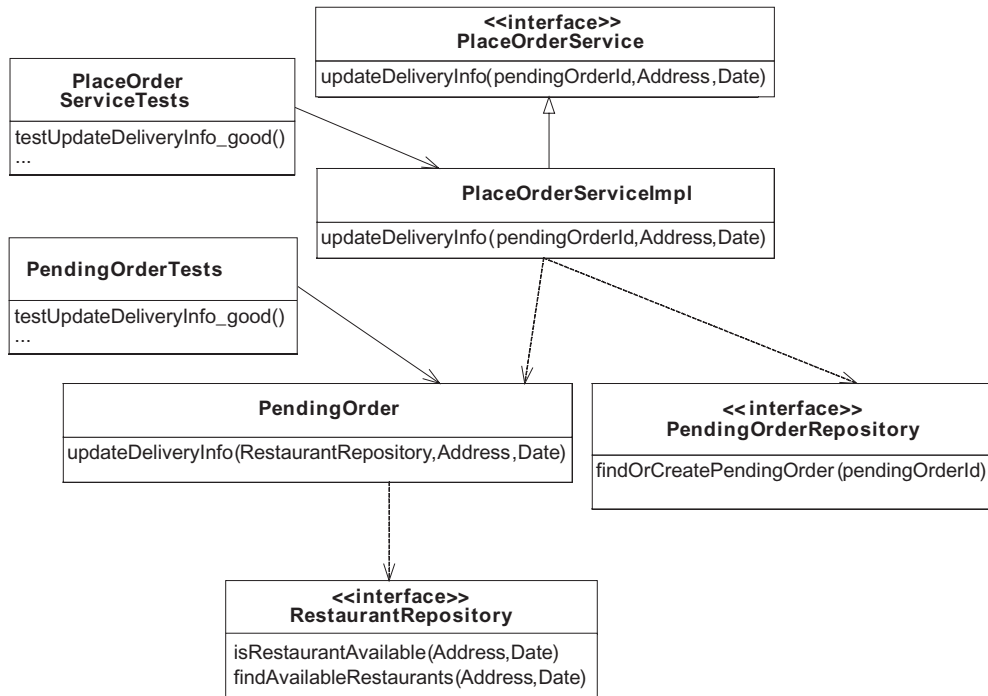 <<interface>>
PlaceOrderService
updateDeliveryInfo(pendingOrderId,Address,Date)
PlaceOrder
ServiceTests
testUpdateDeliveryInfo_good()
...
PlaceOrderServiceImpl
updateDeliveryInfo(pendingOrderId,Address,Date)
PendingOrderTests
testUpdateDeliveryInfo_good()
...
PendingOrder
updateDeliveryInfo(RestaurantRepository,Address,Date)
<<interface>>
PendingOrderRepository
findOrCreatePendingOrder(pendingOrderId)
<<interface>>
RestaurantRepository
isRestaurantAvailable(Address,Date)
findAvailableRestaurants(Address,Date)